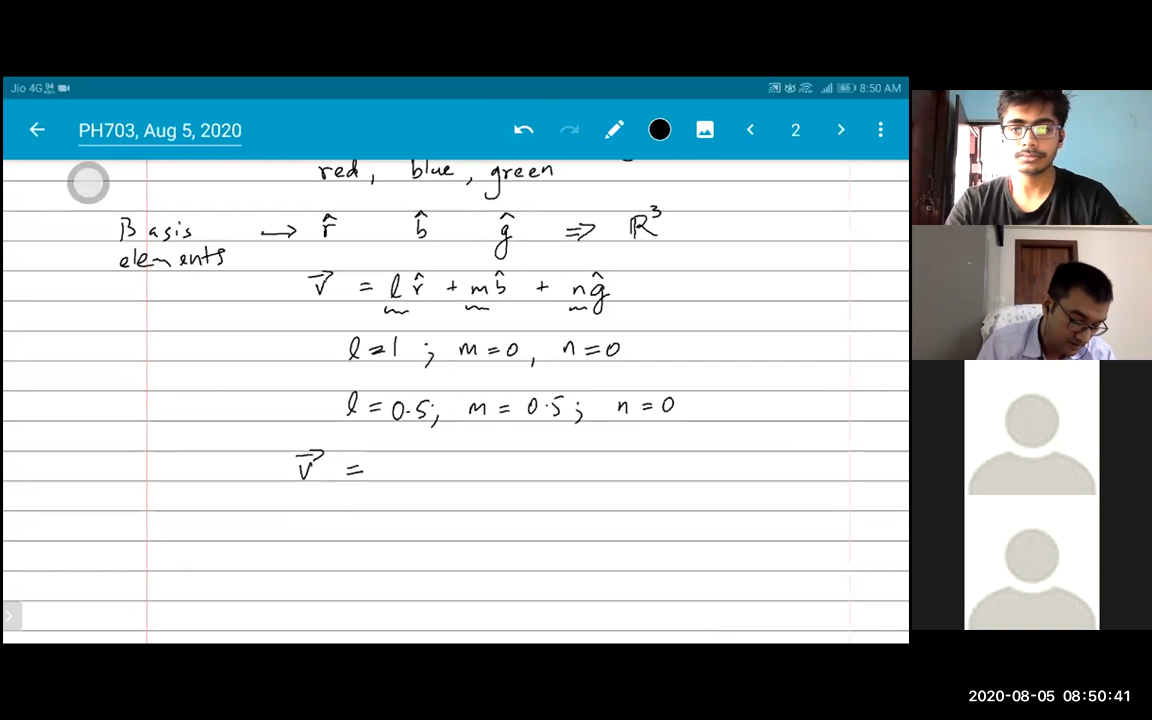 Jio 4G 8:50 AM
PH703, Aug 5, 2020 2
red, blue, green
Basis elements → r̂ b̂ ĝ ⇒ ℝ³
v⃗ = l r̂ + m b̂ + n ĝ
l = 1 ; m = 0 , n = 0
l = 0.5; m = 0.5 ; n = 0
v⃗ =
2020-08-05 08:50:41